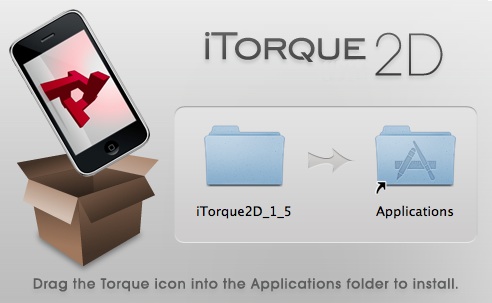 iTORQUE 2D
iTorque2D_1_5
Applications
Drag the Torque icon into the Applications folder to install.